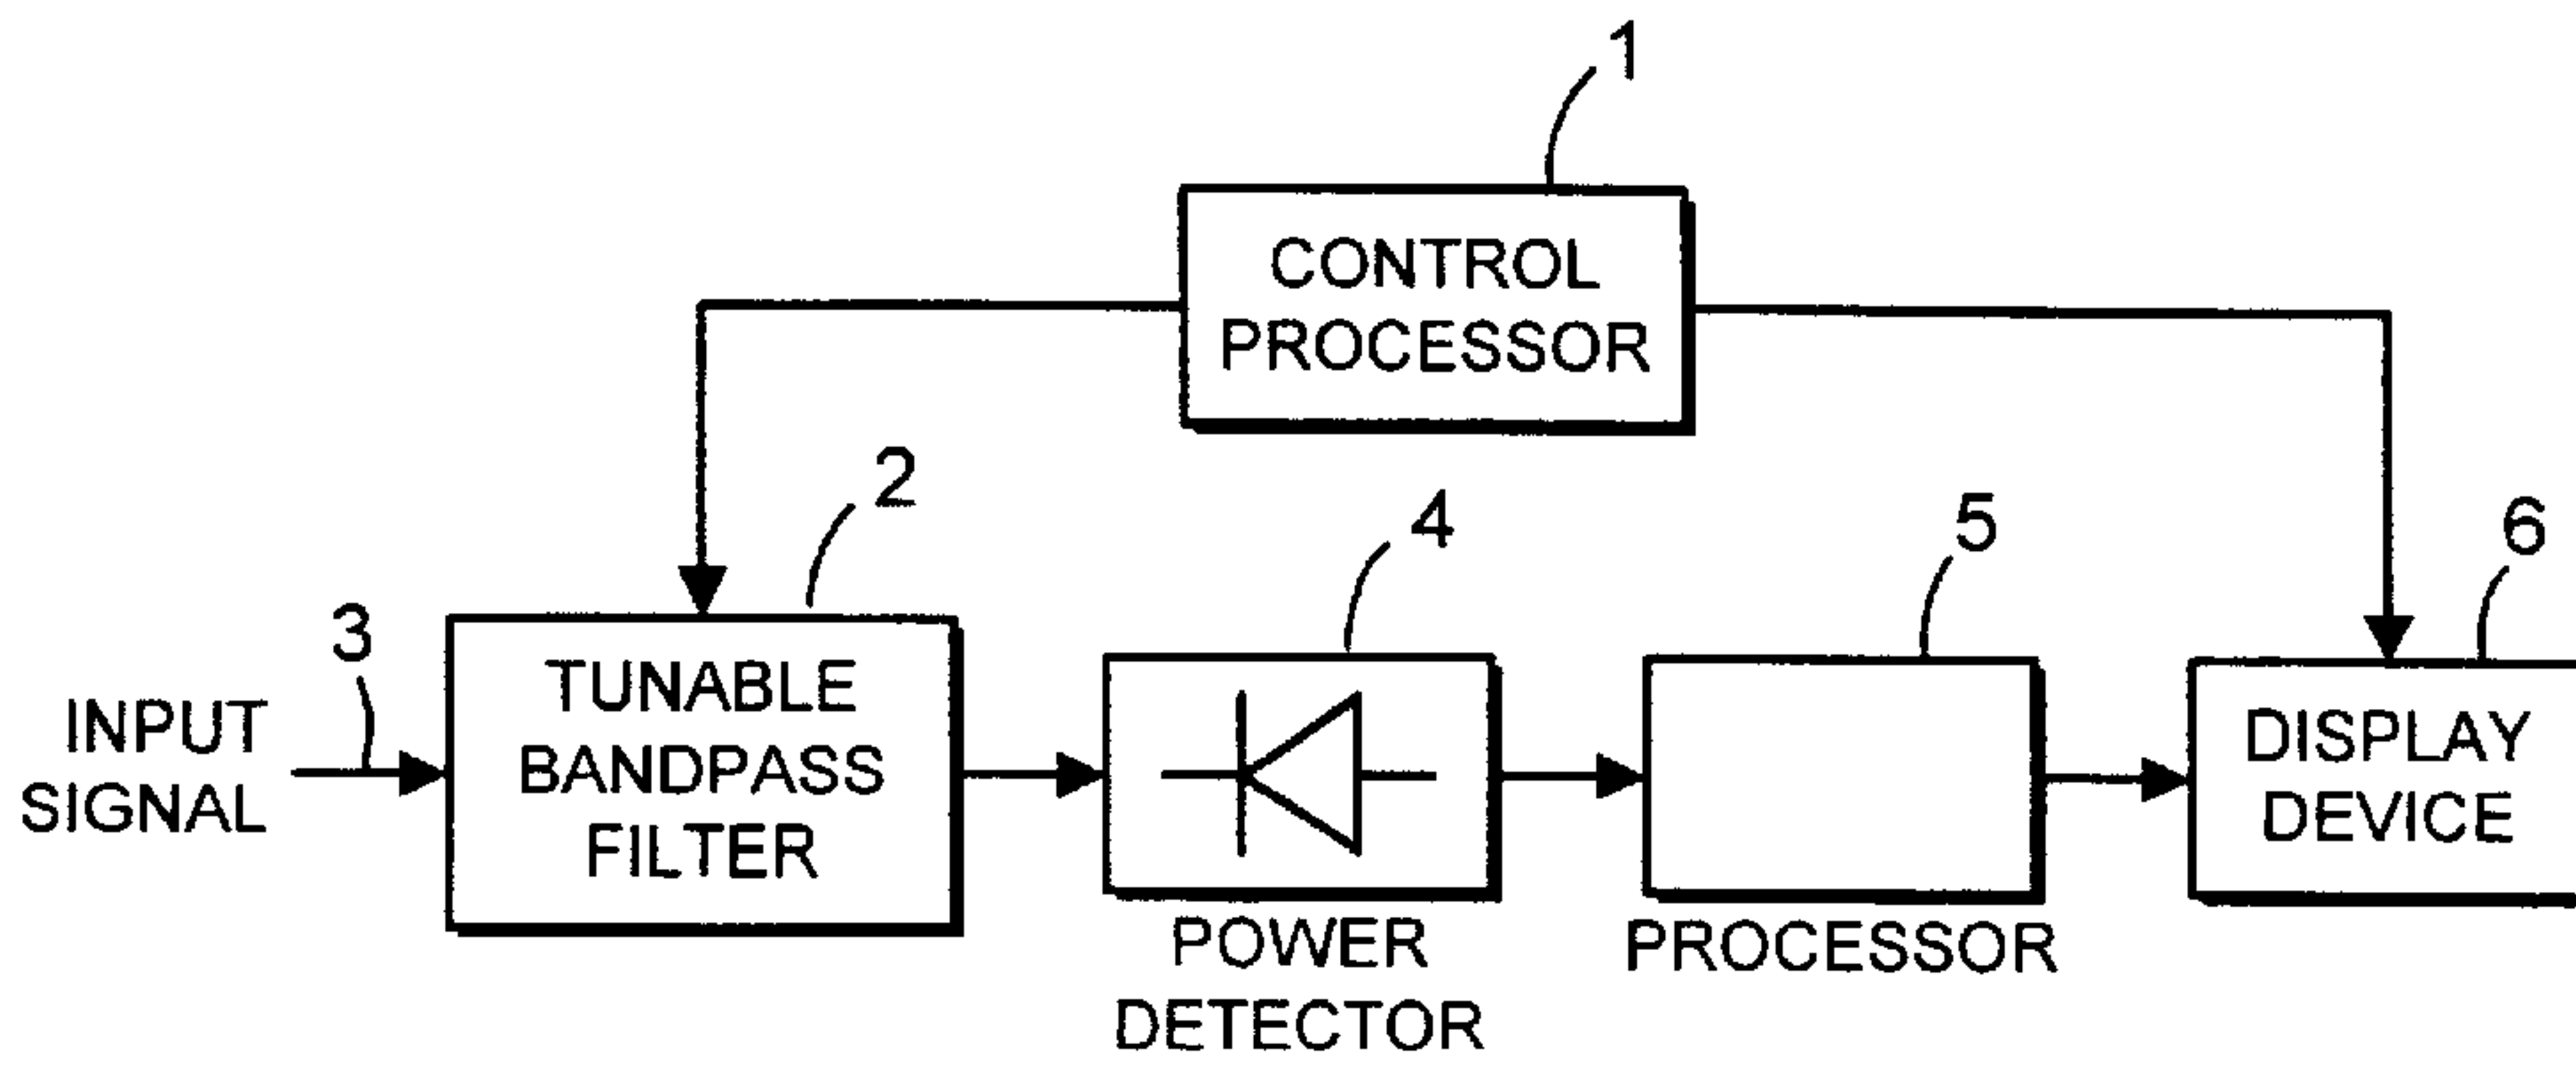 1
CONTROL
PROCESSOR
2
4
5
6
3
INPUT
SIGNAL
TUNABLE
BANDPASS
FILTER
DISPLAY
DEVICE
POWER
DETECTOR
PROCESSOR